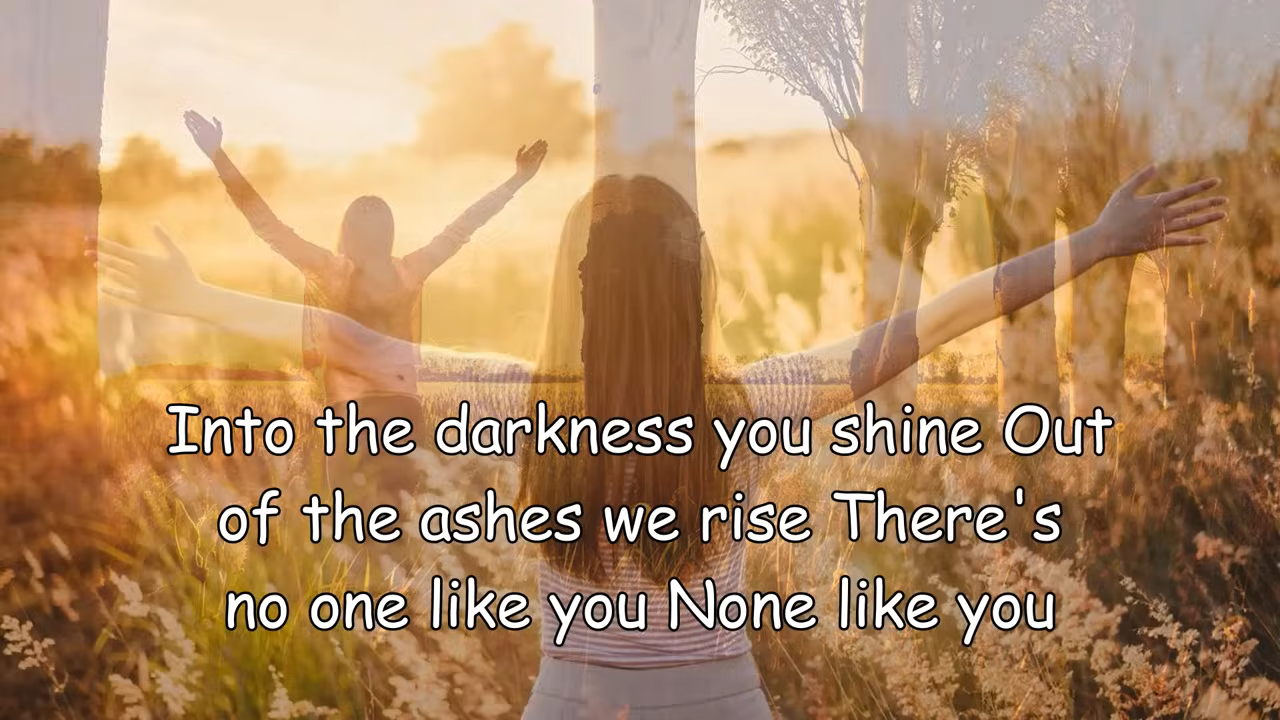 Into the darkness you shine Out
of the ashes we rise There's
no one like you None like you